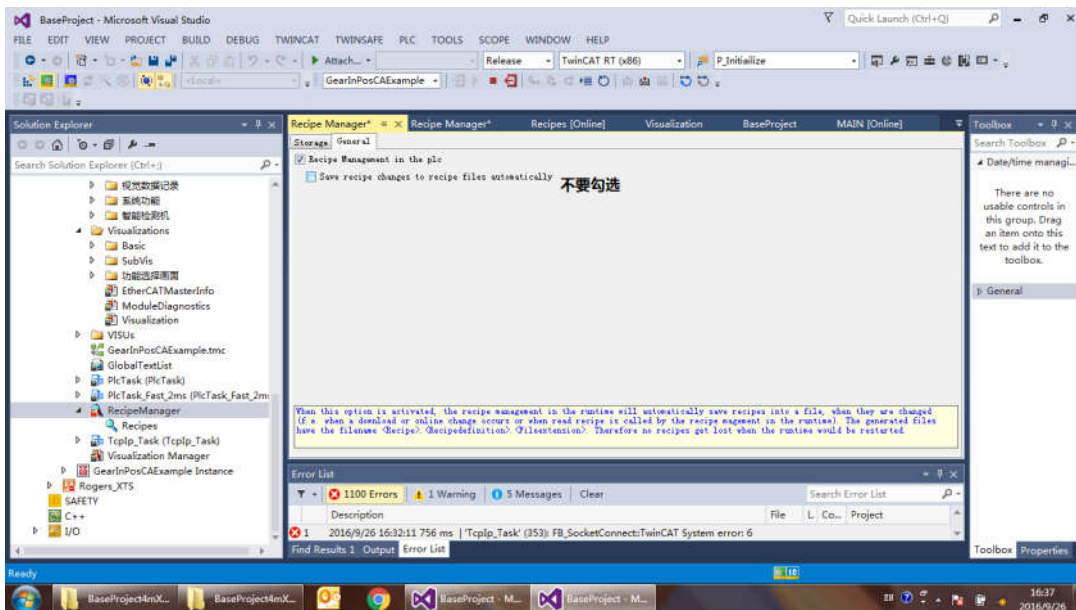 BaseProject - Microsoft Visual Studio
Quick Launch (Ctrl+Q)
FILE EDIT VIEW PROJECT BUILD DEBUG TWINCAT TWINSAFE PLC TOOLS SCOPE WINDOW HELP
Attach... Release TwinCAT RT (x86) P_Initiailize
<Local> GearInPosCAExample
Solution Explorer
Search Solution Explorer (Ctrl+;)
视觉数据记录
系统功能
智能检测机
Visualizations
Basic
SubVis
功能选择画面
EtherCATMasterInfo
ModuleDiagnostics
Visualization
VISUs
GearInPosCAExample.tmc
GlobalTextList
PlcTask (PlcTask)
PlcTask_Fast_2ms (PlcTask_Fast_2m
RecipeManager
Recipes
TcpIp_Task (TcpIp_Task)
Visualization Manager
GearInPosCAExample Instance
Rogers_XTS
SAFETY
C++
I/O
Recipe Manager* Recipe Manager* Recipes [Online] Visualization BaseProject MAIN [Online]
Storage General
Recipe Management in the plc
Save recipe changes to recipe files automatically
不要勾选
When this option is activated, the recipe management in the runtime will automatically save recipes into a file, when they are changed
(f.e. when a download or online change occurs or when read recipe is called by the recipe magement in the runtime). The generated files
have the filename <Recipe>.<Recipedefinition>.<Fileextension>. Therefore no recipes get lost when the runtime would be restarted.
Error List
1100 Errors 1 Warning 5 Messages Clear Search Error List
Description File L Co... Project
1 2016/9/26 16:32:11 756 ms | 'TcpIp_Task' (353): FB_SocketConnect:TwinCAT System error: 6
Find Results 1 Output Error List
Toolbox
Search Toolbox
Date/time managi...
There are no
usable controls in
this group. Drag
an item onto this
text to add it to the
toolbox.
General
Toolbox Properties
Ready
BaseProject4mX... BaseProject4mX... BaseProject - M... BaseProject - M...
16:37
2016/9/26